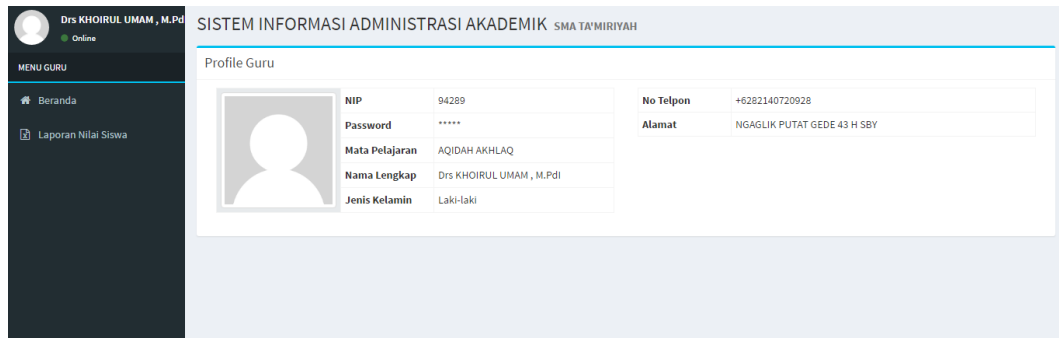 Drs KHOIRUL UMAM , M.Pd
Online
MENU GURU
Beranda
Laporan Nilai Siswa
SISTEM INFORMASI ADMINISTRASI AKADEMIK SMA TA'MIRIYAH
Profile Guru
NIP 94289
Password *****
Mata Pelajaran AQIDAH AKHLAQ
Nama Lengkap Drs KHOIRUL UMAM , M.PdI
Jenis Kelamin Laki-laki
No Telpon +6282140720928
Alamat NGAGLIK PUTAT GEDE 43 H SBY